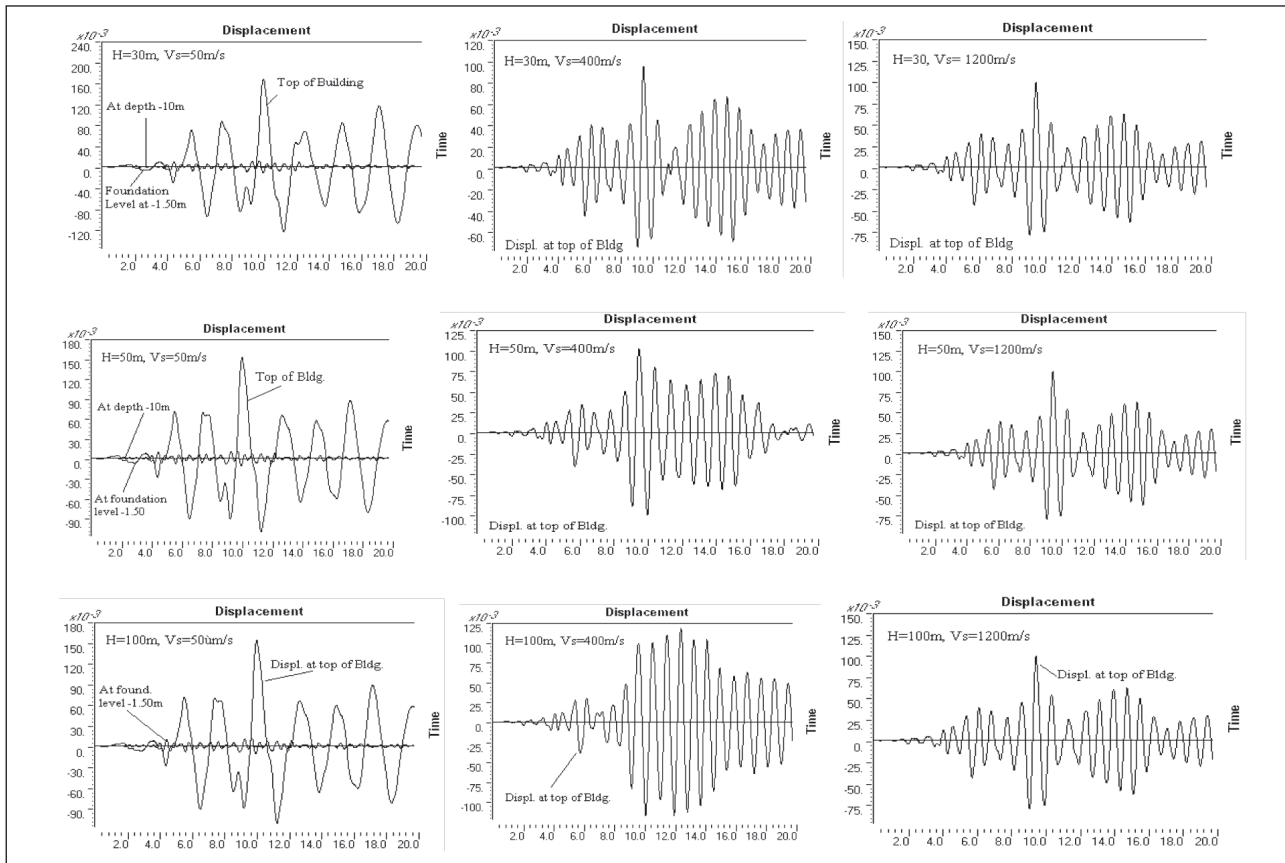 Displacement
x10-3
240.
200.
160.
120.
80.
40.
0.
-40.
-80.
-120.
H=30m, Vs=50m/s
Top of Building
At depth -10m
Foundation
Level at -1.50m
2.0 4.0 6.0 8.0 10.0 12.0 14.0 16.0 18.0 20.0
Time
Displacement
x10-3
120.
100.
80.
60.
40.
20.
0.
-20.
-40.
-60.
H=30m, Vs=400m/s
Displ. at top of Bldg
2.0 4.0 6.0 8.0 10.0 12.0 14.0 16.0 18.0 20.0
Time
Displacement
x10-3
150.
125.
100.
75.
50.
25.
0.
-25.
-50.
-75.
H=30, Vs= 1200m/s
Displ. at top of Bldg
2.0 4.0 6.0 8.0 10.0 12.0 14.0 16.0 18.0 20.0
Time
Displacement
x10-3
180.
150.
120.
90.
60.
30.
0.
-30.
-60.
-90.
H=50m, Vs=50m/s
Top of Bldg.
At depth -10m
At foundation
level -1.50
2.0 4.0 6.0 8.0 10.0 12.0 14.0 16.0 18.0 20.0
Time
Displacement
x10-3
125.
100.
75.
50.
25.
0.
-25.
-50.
-75.
-100.
H=50m, Vs=400m/s
Displ. at top of Bldg.
2.0 4.0 6.0 8.0 10.0 12.0 14.0 16.0 18.0 20.0
Time
Displacement
x10-3
150.
125.
100.
75.
50.
25.
0.
-25.
-50.
-75.
H=50m, Vs=1200m/s
Displ. at top of Bldg.
2.0 4.0 6.0 8.0 10.0 12.0 14.0 16.0 18.0 20.0
Time
Displacement
x10-3
180.
150.
120.
90.
60.
30.
0.
-30.
-60.
-90.
H=100m, Vs=50ùm/s
Displ. at top of Bldg.
At found.
level -1.50m
2.0 4.0 6.0 8.0 10.0 12.0 14.0 16.0 18.0 20.0
Time
Displacement
x10-3
125.
100.
75.
50.
25.
0.
-25.
-50.
-75.
-100.
H=100m, Vs=400m/s
Displ. at top of Bldg.
2.0 4.0 6.0 8.0 10.0 12.0 14.0 16.0 18.0 20.0
Time
Displacement
x10-3
150.
125.
100.
75.
50.
25.
0.
-25.
-50.
-75.
H=100m, Vs=1200m/s
Displ. at top of Bldg.
2.0 4.0 6.0 8.0 10.0 12.0 14.0 16.0 18.0 20.0
Time